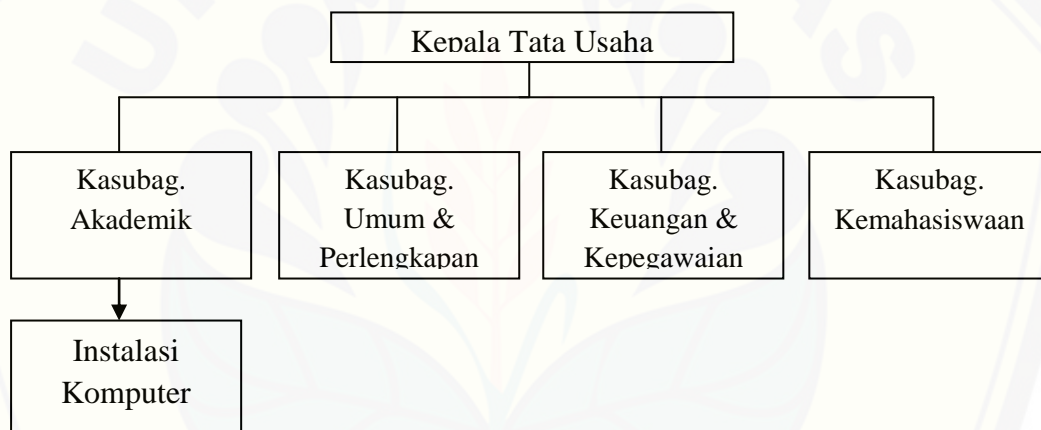 Kepala Tata Usaha
Kasubag.
Akademik
Kasubag.
Umum &
Perlengkapan
Kasubag.
Keuangan &
Kepegawaian
Kasubag.
Kemahasiswaan
Instalasi
Komputer